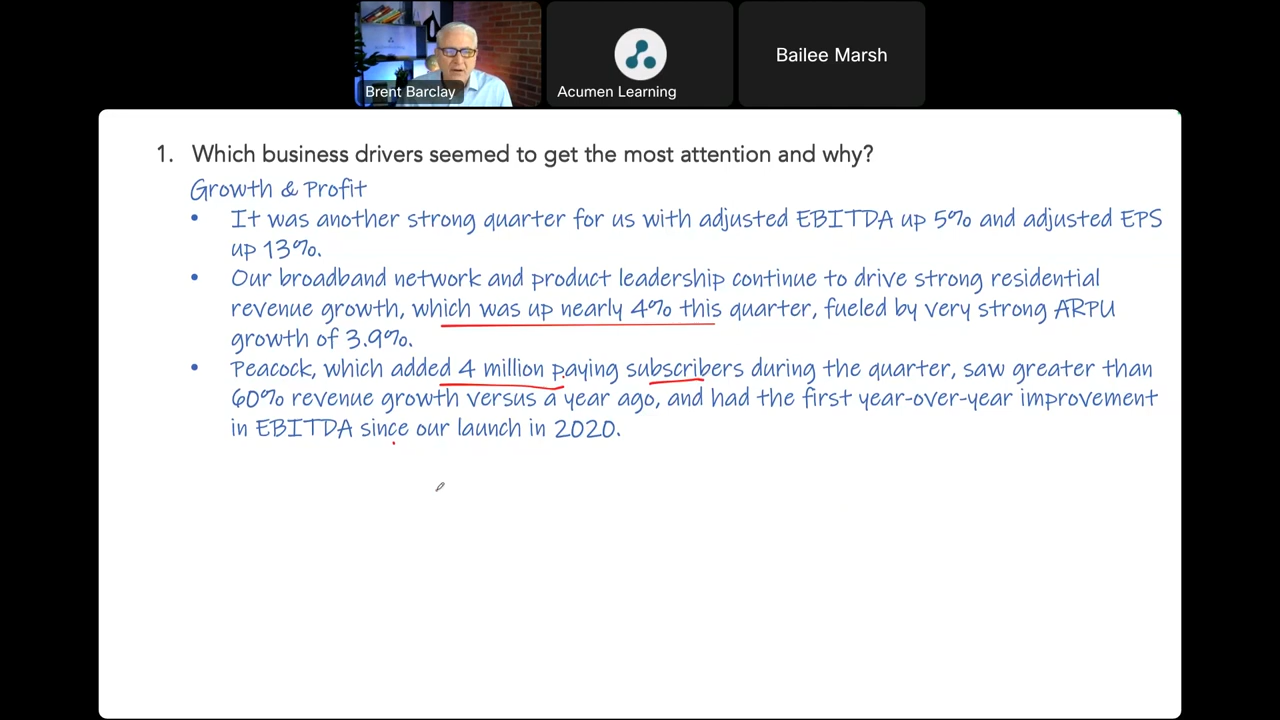 Brent Barclay
Acumen Learning
Bailee Marsh
1. Which business drivers seemed to get the most attention and why?
Growth & Profit
• It was another strong quarter for us with adjusted EBITDA up 5% and adjusted EPS
up 13%.
• Our broadband network and product leadership continue to drive strong residential
revenue growth, which was up nearly 4% this quarter, fueled by very strong ARPU
growth of 3.9%.
• Peacock, which added 4 million paying subscribers during the quarter, saw greater than
60% revenue growth versus a year ago, and had the first year-over-year improvement
in EBITDA since our launch in 2020.